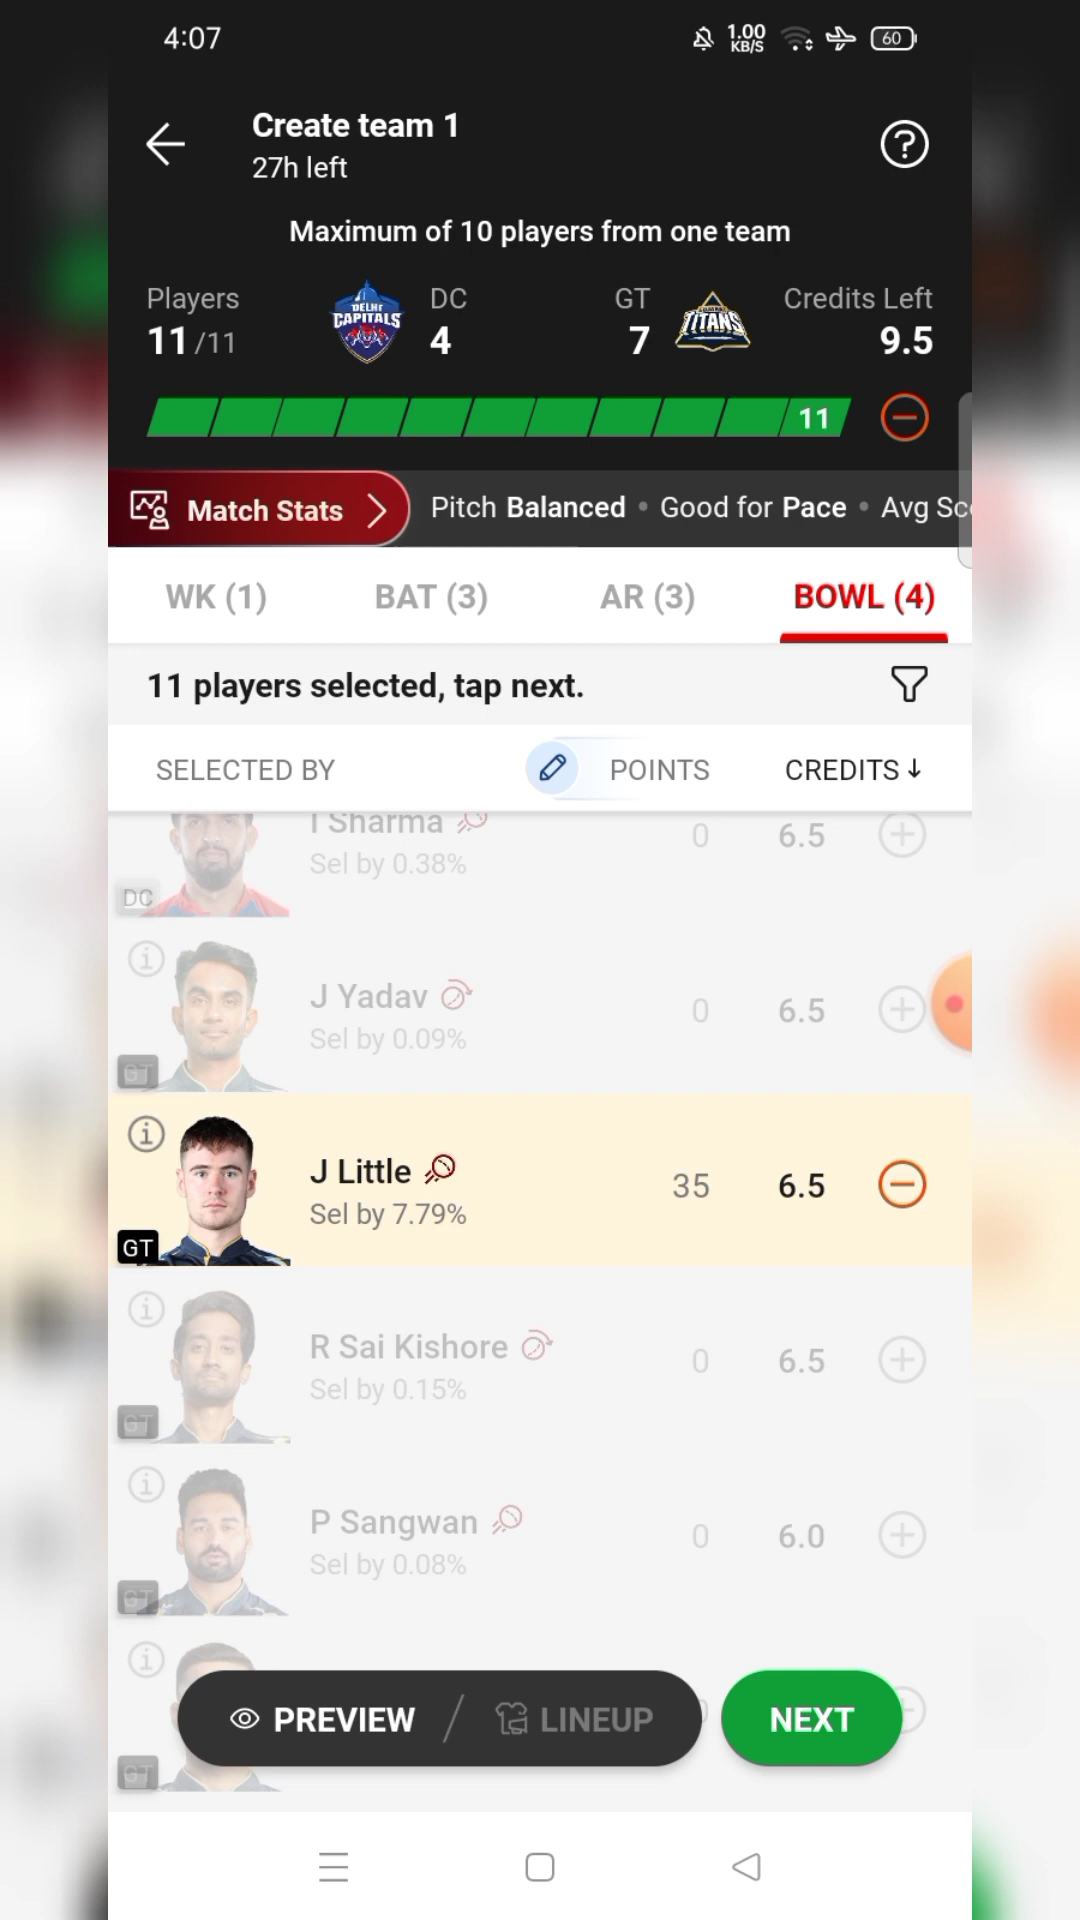 4:07
1.00
KB/S
60
Create team 1
27h left
Maximum of 10 players from one team
Players
11/11
DELHI
CAPITALS
DC
4
GT
7
TITANS
Credits Left
9.5
11
Match Stats
Pitch Balanced • Good for Pace • Avg Sc
WK (1)
BAT (3)
AR (3)
BOWL (4)
11 players selected, tap next.
SELECTED BY
POINTS
CREDITS↓
I Sharma
Sel by 0.38%
0
6.5
DC
J Yadav
Sel by 0.09%
0
6.5
GT
J Little
Sel by 7.79%
35
6.5
GT
R Sai Kishore
Sel by 0.15%
0
6.5
GT
P Sangwan
Sel by 0.08%
0
6.0
GT
PREVIEW / LINEUP
NEXT
GT